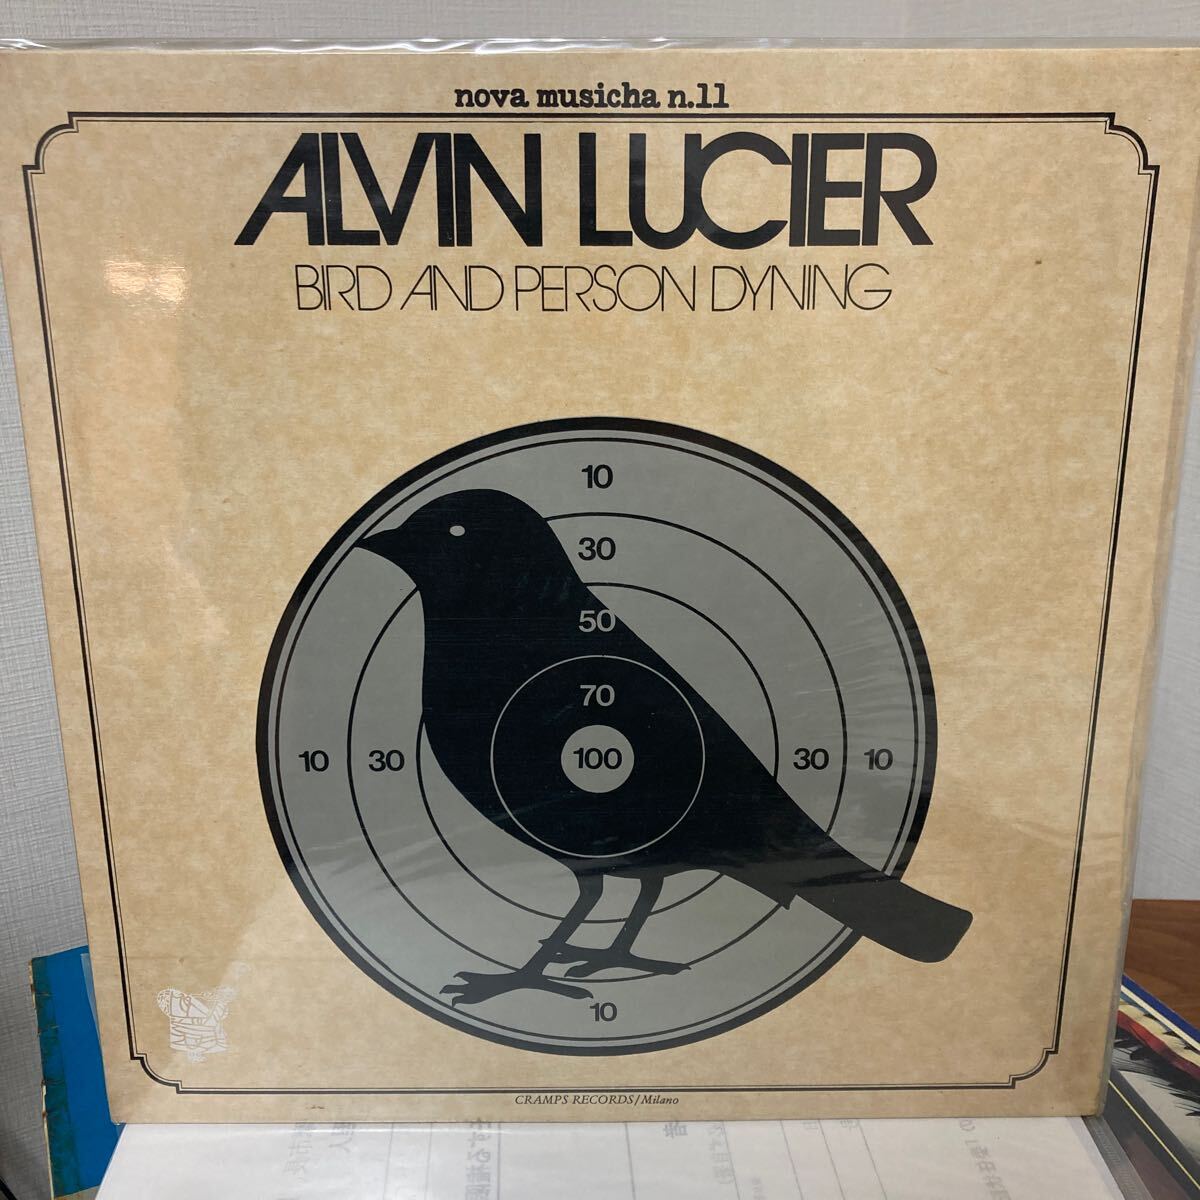 nova musicha n.11
ALVIN LUCIER
BIRD AND PERSON DYNING
10
30
50
70
10 30 100 30 10
10
CRAMPS RECORDS/Milano